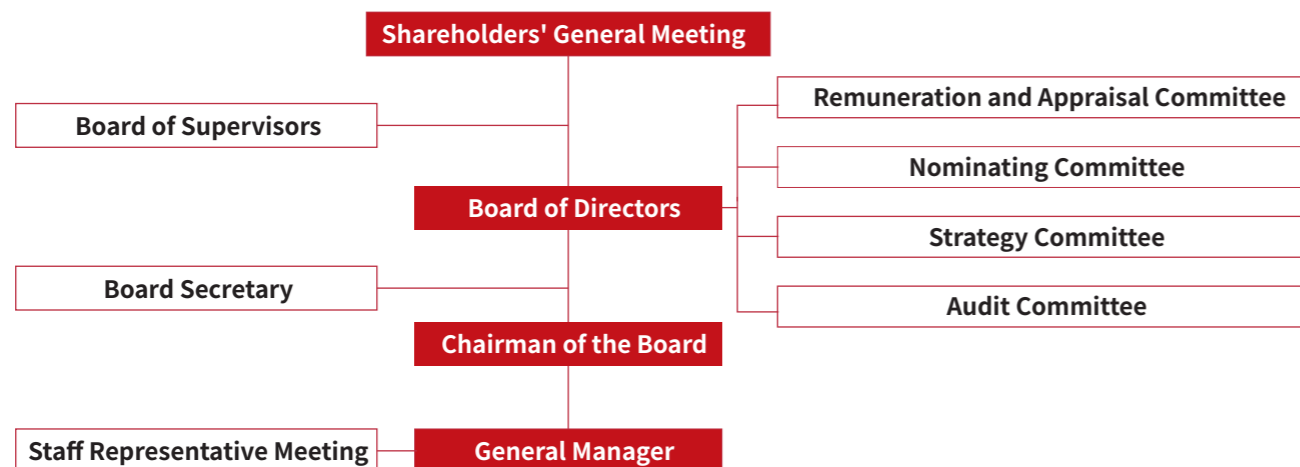 Shareholders' General Meeting
Remuneration and Appraisal Committee
Board of Supervisors
Nominating Committee
Board of Directors
Strategy Committee
Board Secretary
Audit Committee
Chairman of the Board
Staff Representative Meeting
General Manager